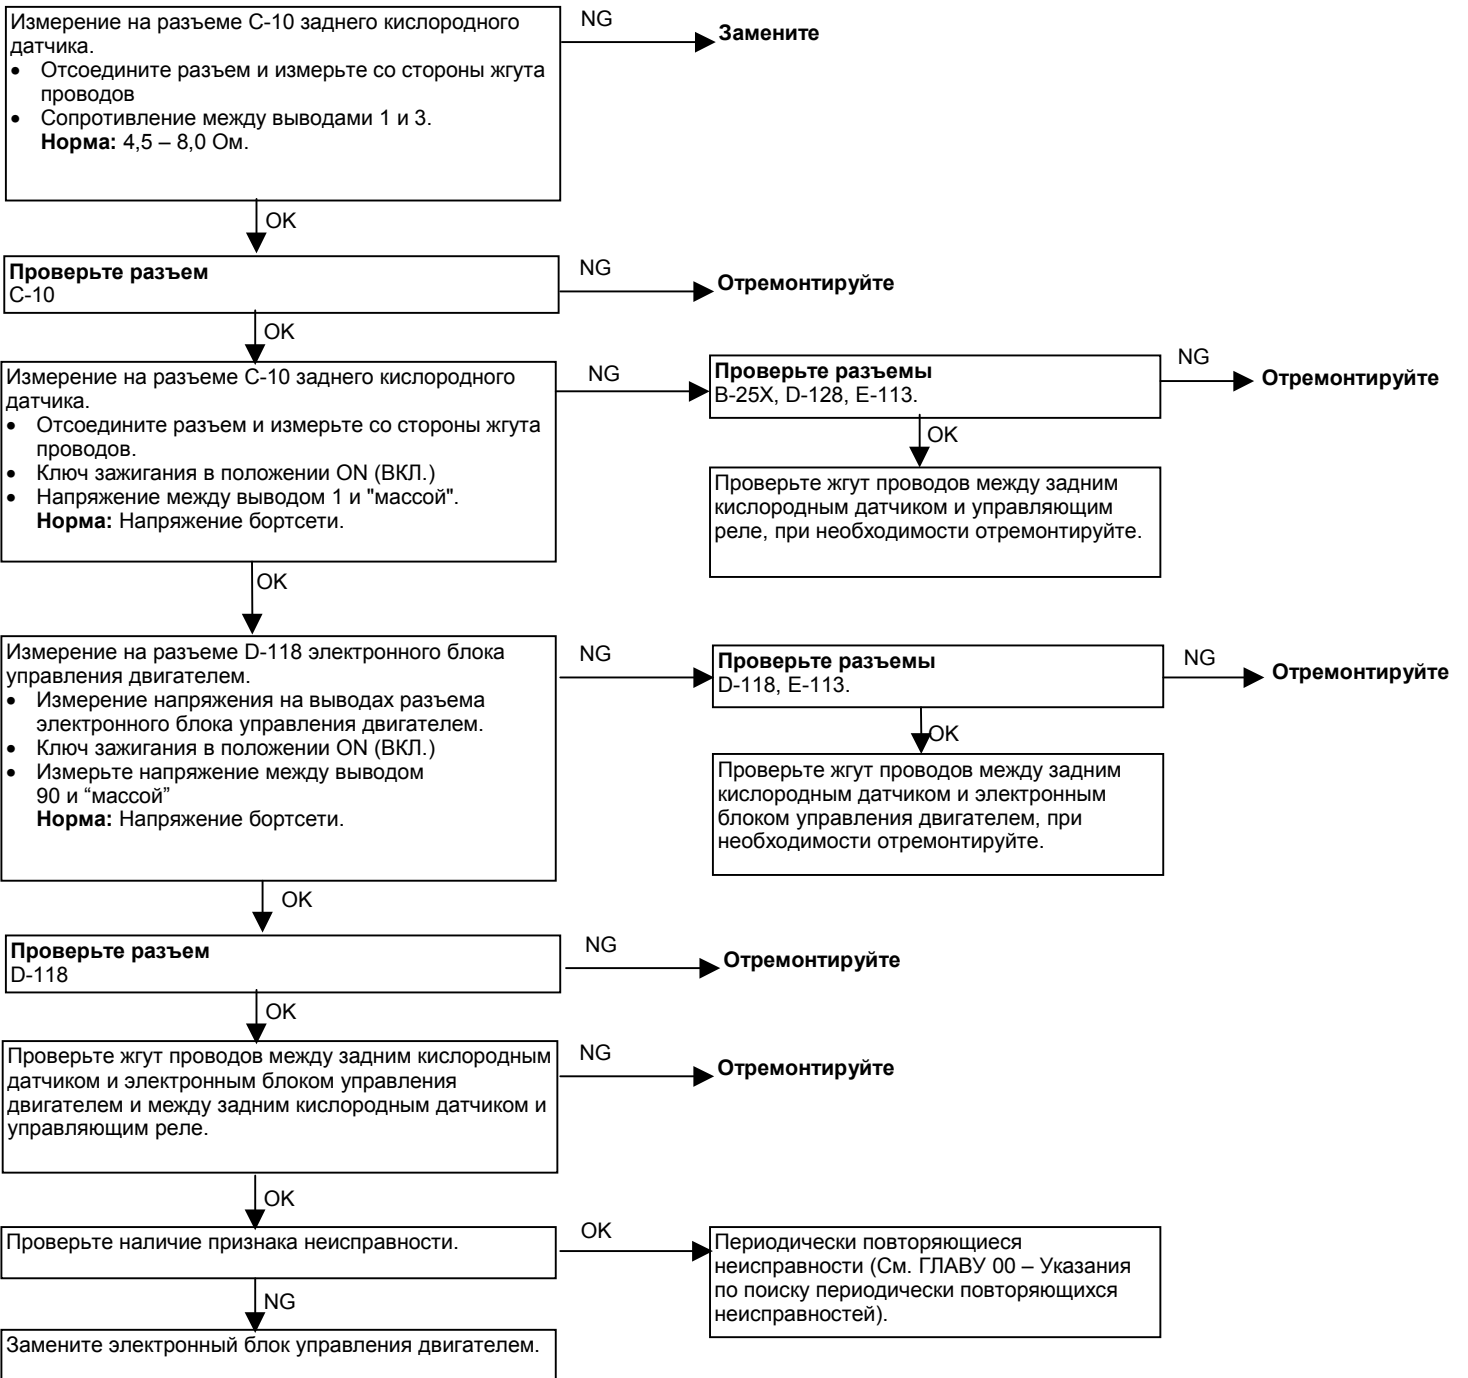 Измерение на разъеме С-10 заднего кислородного
датчика.
• Отсоедините разъем и измерьте со стороны жгута
проводов
• Сопротивление между выводами 1 и 3.
Норма: 4,5 – 8,0 Ом.
NG
Замените
OK
Проверьте разъем
С-10
NG
Отремонтируйте
OK
Измерение на разъеме С-10 заднего кислородного
датчика.
• Отсоедините разъем и измерьте со стороны жгута
проводов.
• Ключ зажигания в положении ON (ВКЛ.)
• Напряжение между выводом 1 и "массой".
Норма: Напряжение бортсети.
NG
Проверьте разъемы
B-25X, D-128, E-113.
NG
Отремонтируйте
OK
Проверьте жгут проводов между задним
кислородным датчиком и управляющим
реле, при необходимости отремонтируйте.
OK
Измерение на разъеме D-118 электронного блока
управления двигателем.
• Измерение напряжения на выводах разъема
электронного блока управления двигателем.
• Ключ зажигания в положении ON (ВКЛ.)
• Измерьте напряжение между выводом
90 и “массой”
Норма: Напряжение бортсети.
NG
Проверьте разъемы
D-118, E-113.
NG
Отремонтируйте
OK
Проверьте жгут проводов между задним
кислородным датчиком и электронным
блоком управления двигателем, при
необходимости отремонтируйте.
OK
Проверьте разъем
D-118
NG
Отремонтируйте
OK
Проверьте жгут проводов между задним кислородным
датчиком и электронным блоком управления
двигателем и между задним кислородным датчиком и
управляющим реле.
NG
Отремонтируйте
OK
Проверьте наличие признака неисправности.
OK
Периодически повторяющиеся
неисправности (См. ГЛАВУ 00 – Указания
по поиску периодически повторяющихся
неисправностей).
NG
Замените электронный блок управления двигателем.